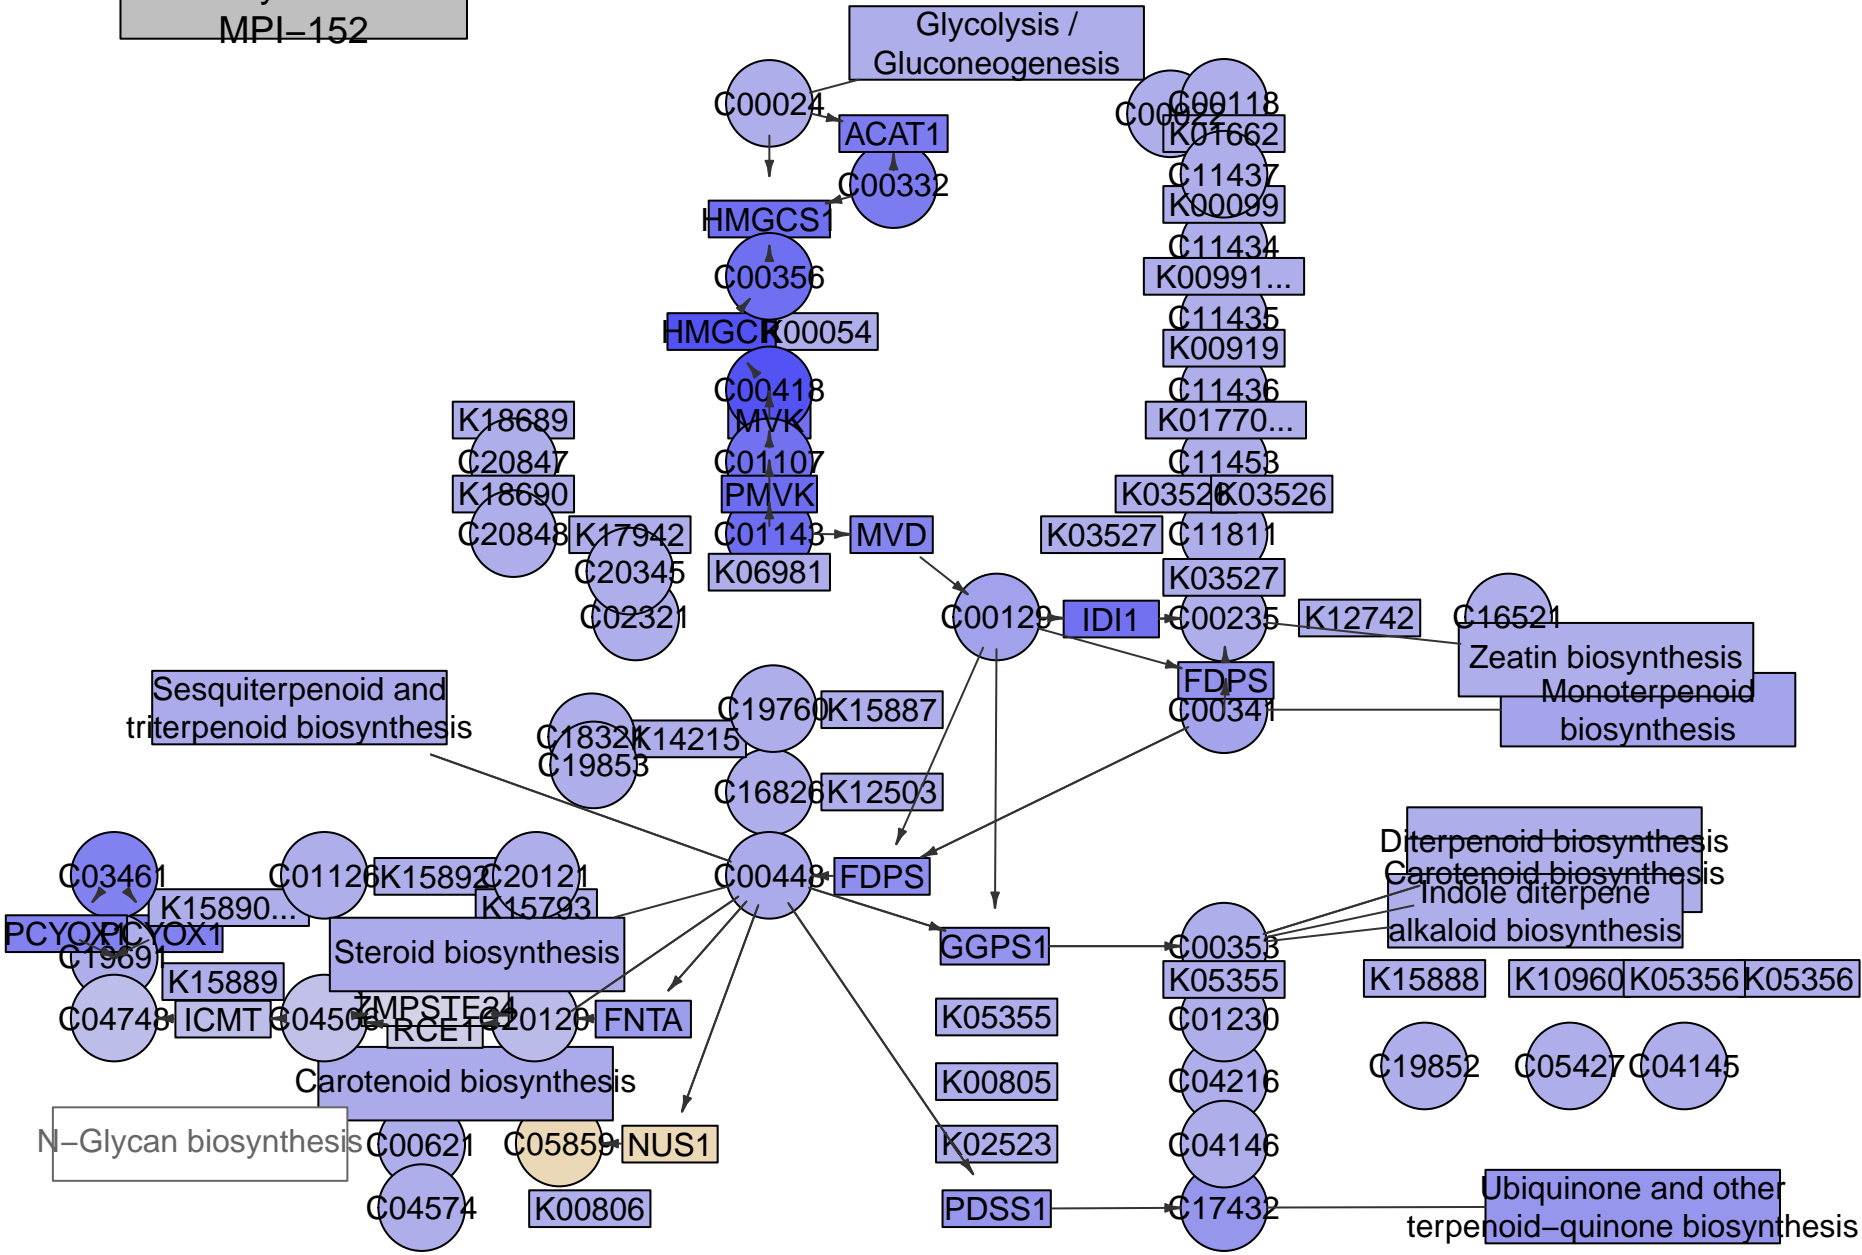 MPI−152
Glycolysis /
Gluconeogenesis
C00024
C00118
C00022
ACAT1
K01662
C11437
C00332
K00099
HMGCS1
C11434
C00356
K00991...
C11435
HMGCR
K00054
K00919
C00418
C11436
K18689
MVK
K01770...
C20847
C01107
C11453
K18690
PMVK
K03526
K03526
C20848
K17942
C01143
MVD
K03527
C11811
C20345
K06981
K03527
C02321
C00129
IDI1
C00235
K12742
C16521
Zeatin biosynthesis
Sesquiterpenoid and
triterpenoid biosynthesis
FDPS
Monoterpenoid
biosynthesis
C19760
K15887
C00341
C18324
K14215
C19853
C16826
K12503
Diterpenoid biosynthesis
Carotenoid biosynthesis
Indole diterpene
alkaloid biosynthesis
C03461
C01126
K15892
C20121
C00448
FDPS
K15890...
K15793
PCYOX1
PCYOX1
C19691
Steroid biosynthesis
GGPS1
C00353
K15889
K05355
K15888
K10960
K05356
K05356
C04748
ICMT
C04506
ZMPSTE24
RCE1
C20120
FNTA
K05355
C01230
C19852
C05427
C04145
Carotenoid biosynthesis
K00805
C04216
N−Glycan biosynthesis
C00621
C05859
NUS1
K02523
C04146
C04574
K00806
PDSS1
C17432
Ubiquinone and other
terpenoid−quinone biosynthesis